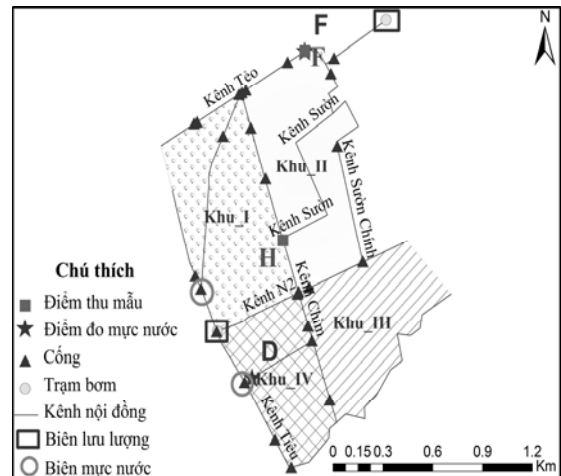 F
N
F
Kênh Tẻo
Kênh Sườn
Khu_II
Kênh Sườn Chính
Khu_I
Kênh Sườn
H
Chú thích
Kênh N2
Kênh Chím
Điểm thu mẫu
Khu_III
Điểm đo mực nước
D
Cống
Khu_IV
Trạm bơm
Kênh Tiêu
Kênh nội đồng
Biên lưu lượng
0 0.15 0.3 0.6 0.9 1.2
Biên mực nước
Km